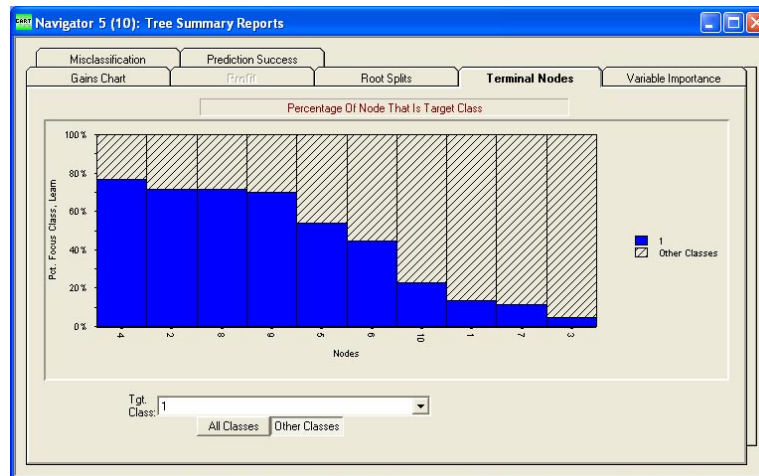 CART Navigator 5 (10): Tree Summary Reports
Misclassification Prediction Success
Gains Chart Profit Root Splits Terminal Nodes Variable Importance
Percentage Of Node That Is Target Class
Pct. Focus Class, Learn
100%
80%
60%
40%
20%
0%
4 2 8 9 5 6 10 1 7 3
Nodes
1
Other Classes
Tgt.
Class: 1
All Classes Other Classes